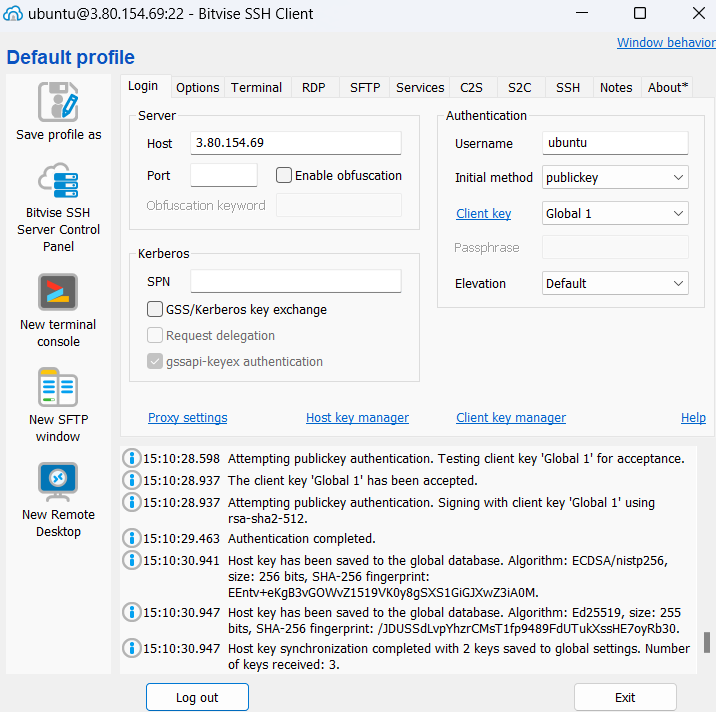 ubuntu@3.80.154.69:22 - Bitvise SSH Client
Window behavior
Default profile
Save profile as
Bitvise SSH
Server Control
Panel
New terminal
console
New SFTP
window
New Remote
Desktop
Login Options Terminal RDP SFTP Services C2S S2C SSH Notes About*
Server
Host 3.80.154.69
Port Enable obfuscation
Obfuscation keyword
Kerberos
SPN
GSS/Kerberos key exchange
Request delegation
gssapi-keyex authentication
Authentication
Username ubuntu
Initial method publickey
Client key Global 1
Passphrase
Elevation Default
Proxy settings Host key manager Client key manager Help
15:10:28.598 Attempting publickey authentication. Testing client key 'Global 1' for acceptance.
15:10:28.937 The client key 'Global 1' has been accepted.
15:10:28.937 Attempting publickey authentication. Signing with client key 'Global 1' using
rsa-sha2-512.
15:10:29.463 Authentication completed.
15:10:30.941 Host key has been saved to the global database. Algorithm: ECDSA/nistp256,
size: 256 bits, SHA-256 fingerprint:
EEntv+eKgB3vGOWvZ1519VK0y8gSXS1GiGJXwZ3iA0M.
15:10:30.947 Host key has been saved to the global database. Algorithm: Ed25519, size: 255
bits, SHA-256 fingerprint: /JDUSSdLvpYhzrCMsT1fp9489FdUTukXssHE7oyRb30.
15:10:30.947 Host key synchronization completed with 2 keys saved to global settings. Number
of keys received: 3.
Log out Exit